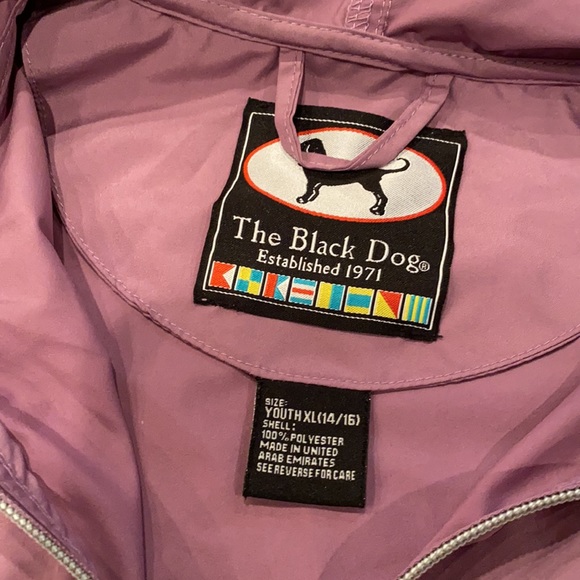 The Black Dog®
Established 1971
SIZE:
YOUTH XL(14/16)
SHELL:
100% POLYESTER
MADE IN UNITED
ARAB EMIRATES
SEE REVERSE FOR CARE